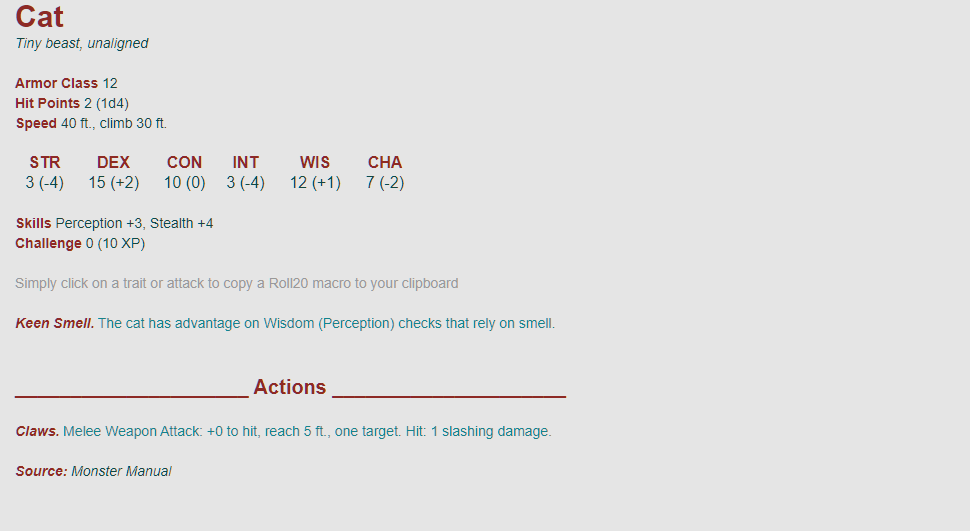 Cat
Tiny beast, unaligned
Armor Class 12
Hit Points 2 (1d4)
Speed 40 ft., climb 30 ft.
STR DEX CON INT WIS CHA
3 (-4) 15 (+2) 10 (0) 3 (-4) 12 (+1) 7 (-2)
Skills Perception +3, Stealth +4
Challenge 0 (10 XP)
Simply click on a trait or attack to copy a Roll20 macro to your clipboard
Keen Smell. The cat has advantage on Wisdom (Perception) checks that rely on smell.
Actions
Claws. Melee Weapon Attack: +0 to hit, reach 5 ft., one target. Hit: 1 slashing damage.
Source: Monster Manual